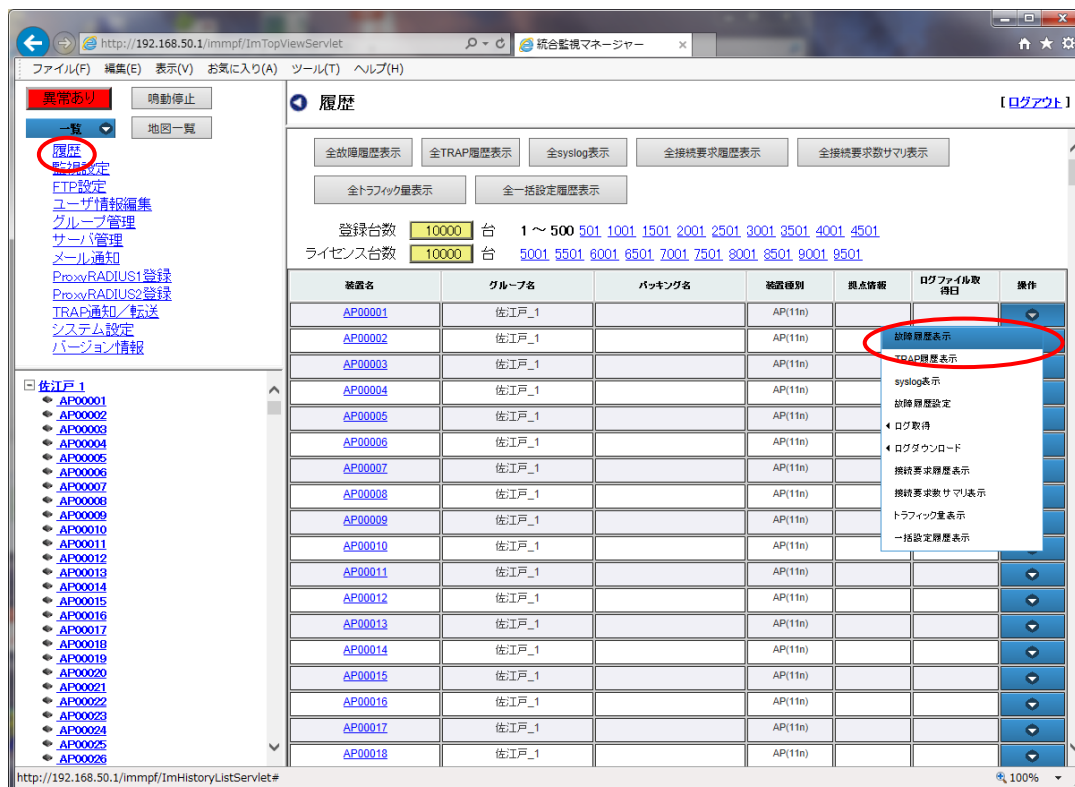 http://192.168.50.1/immpf/ImTopViewServlet
統合監視マネージャー
ファイル(F) 編集(E) 表示(V) お気に入り(A) ツール(T) ヘルプ(H)
異常あり 鳴動停止
一覧 地図一覧
履歴
監視設定
FTP設定
ユーザ情報編集
グループ管理
サーバ管理
メール通知
ProxyRADIUS1登録
ProxyRADIUS2登録
TRAP通知／転送
システム設定
バージョン情報
佐江戸 1
AP00001
AP00002
AP00003
AP00004
AP00005
AP00006
AP00007
AP00008
AP00009
AP00010
AP00011
AP00012
AP00013
AP00014
AP00015
AP00016
AP00017
AP00018
AP00019
AP00020
AP00021
AP00022
AP00023
AP00024
AP00025
AP00026
履歴 [ログアウト]
全故障履歴表示 全TRAP履歴表示 全syslog表示 全接続要求履歴表示 全接続要求数サマリ表示
全トラフィック量表示 全一括設定履歴表示
登録台数 10000 台 1 ～ 500 501 1001 1501 2001 2501 3001 3501 4001 4501
ライセンス台数 10000 台 5001 5501 6001 6501 7001 7501 8001 8501 9001 9501
装置名 グループ名 パッキング名 装置種別 拠点情報 ログファイル取得日 操作
AP00001 佐江戸_1 AP(11n)
AP00002 佐江戸_1 AP(11n)
AP00003 佐江戸_1 AP(11n)
AP00004 佐江戸_1 AP(11n)
AP00005 佐江戸_1 AP(11n)
AP00006 佐江戸_1 AP(11n)
AP00007 佐江戸_1 AP(11n)
AP00008 佐江戸_1 AP(11n)
AP00009 佐江戸_1 AP(11n)
AP00010 佐江戸_1 AP(11n)
AP00011 佐江戸_1 AP(11n)
AP00012 佐江戸_1 AP(11n)
AP00013 佐江戸_1 AP(11n)
AP00014 佐江戸_1 AP(11n)
AP00015 佐江戸_1 AP(11n)
AP00016 佐江戸_1 AP(11n)
AP00017 佐江戸_1 AP(11n)
AP00018 佐江戸_1 AP(11n)
故障履歴表示
TRAP履歴表示
syslog表示
故障履歴設定
ログ取得
ログダウンロード
接続要求履歴表示
接続要求数サマリ表示
トラフィック量表示
一括設定履歴表示
http://192.168.50.1/immpf/ImHistoryListServlet#
100%